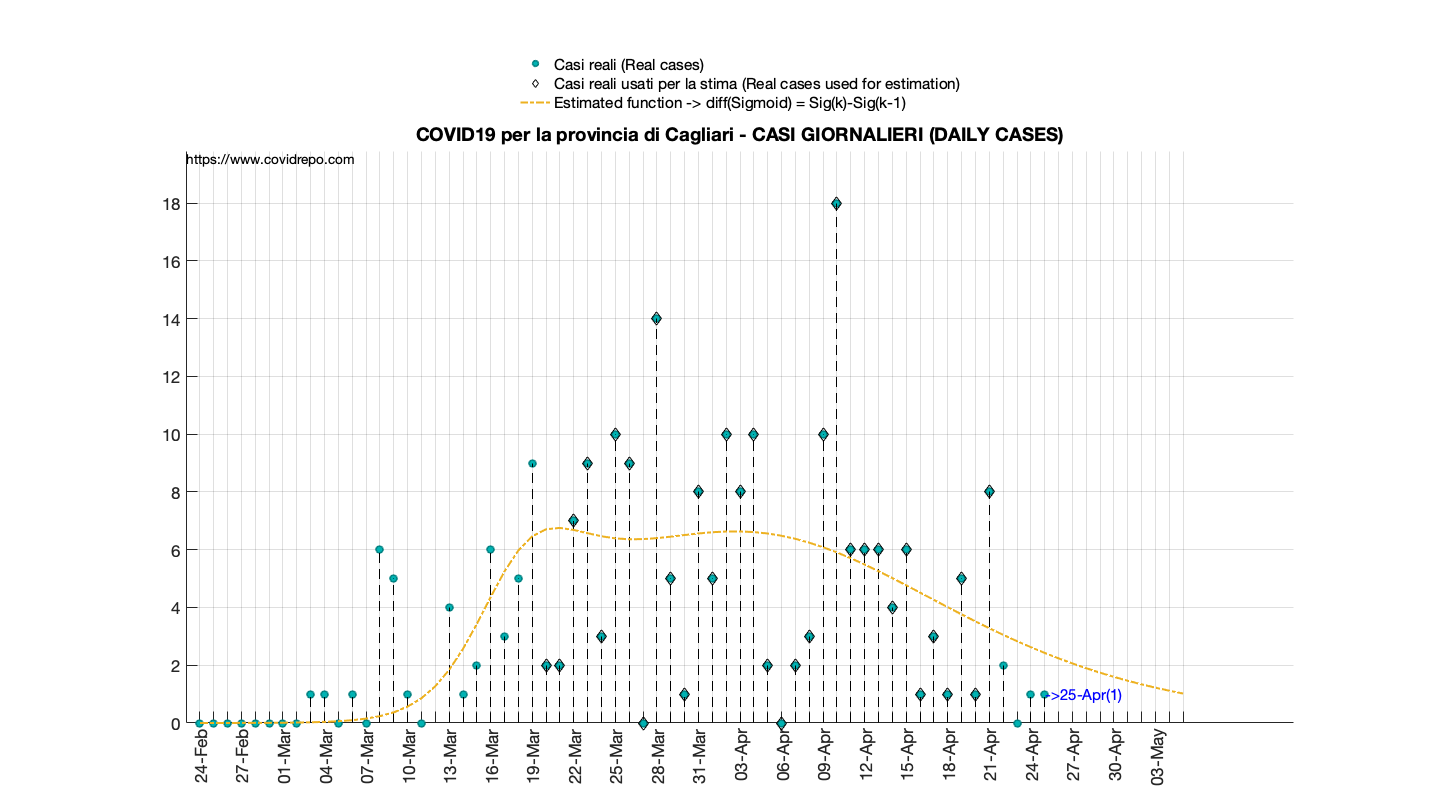 Casi reali (Real cases)
Casi reali usati per la stima (Real cases used for estimation)
Estimated function -> diff(Sigmoid) = Sig(k)-Sig(k-1)
COVID19 per la provincia di Cagliari - CASI GIORNALIERI (DAILY CASES)
https://www.covidrepo.com
18
16
14
12
10
8
6
4
2
0
->25-Apr(1)
24-Feb
27-Feb
01-Mar
04-Mar
07-Mar
10-Mar
13-Mar
16-Mar
19-Mar
22-Mar
25-Mar
28-Mar
31-Mar
03-Apr
06-Apr
09-Apr
12-Apr
15-Apr
18-Apr
21-Apr
24-Apr
27-Apr
30-Apr
03-May